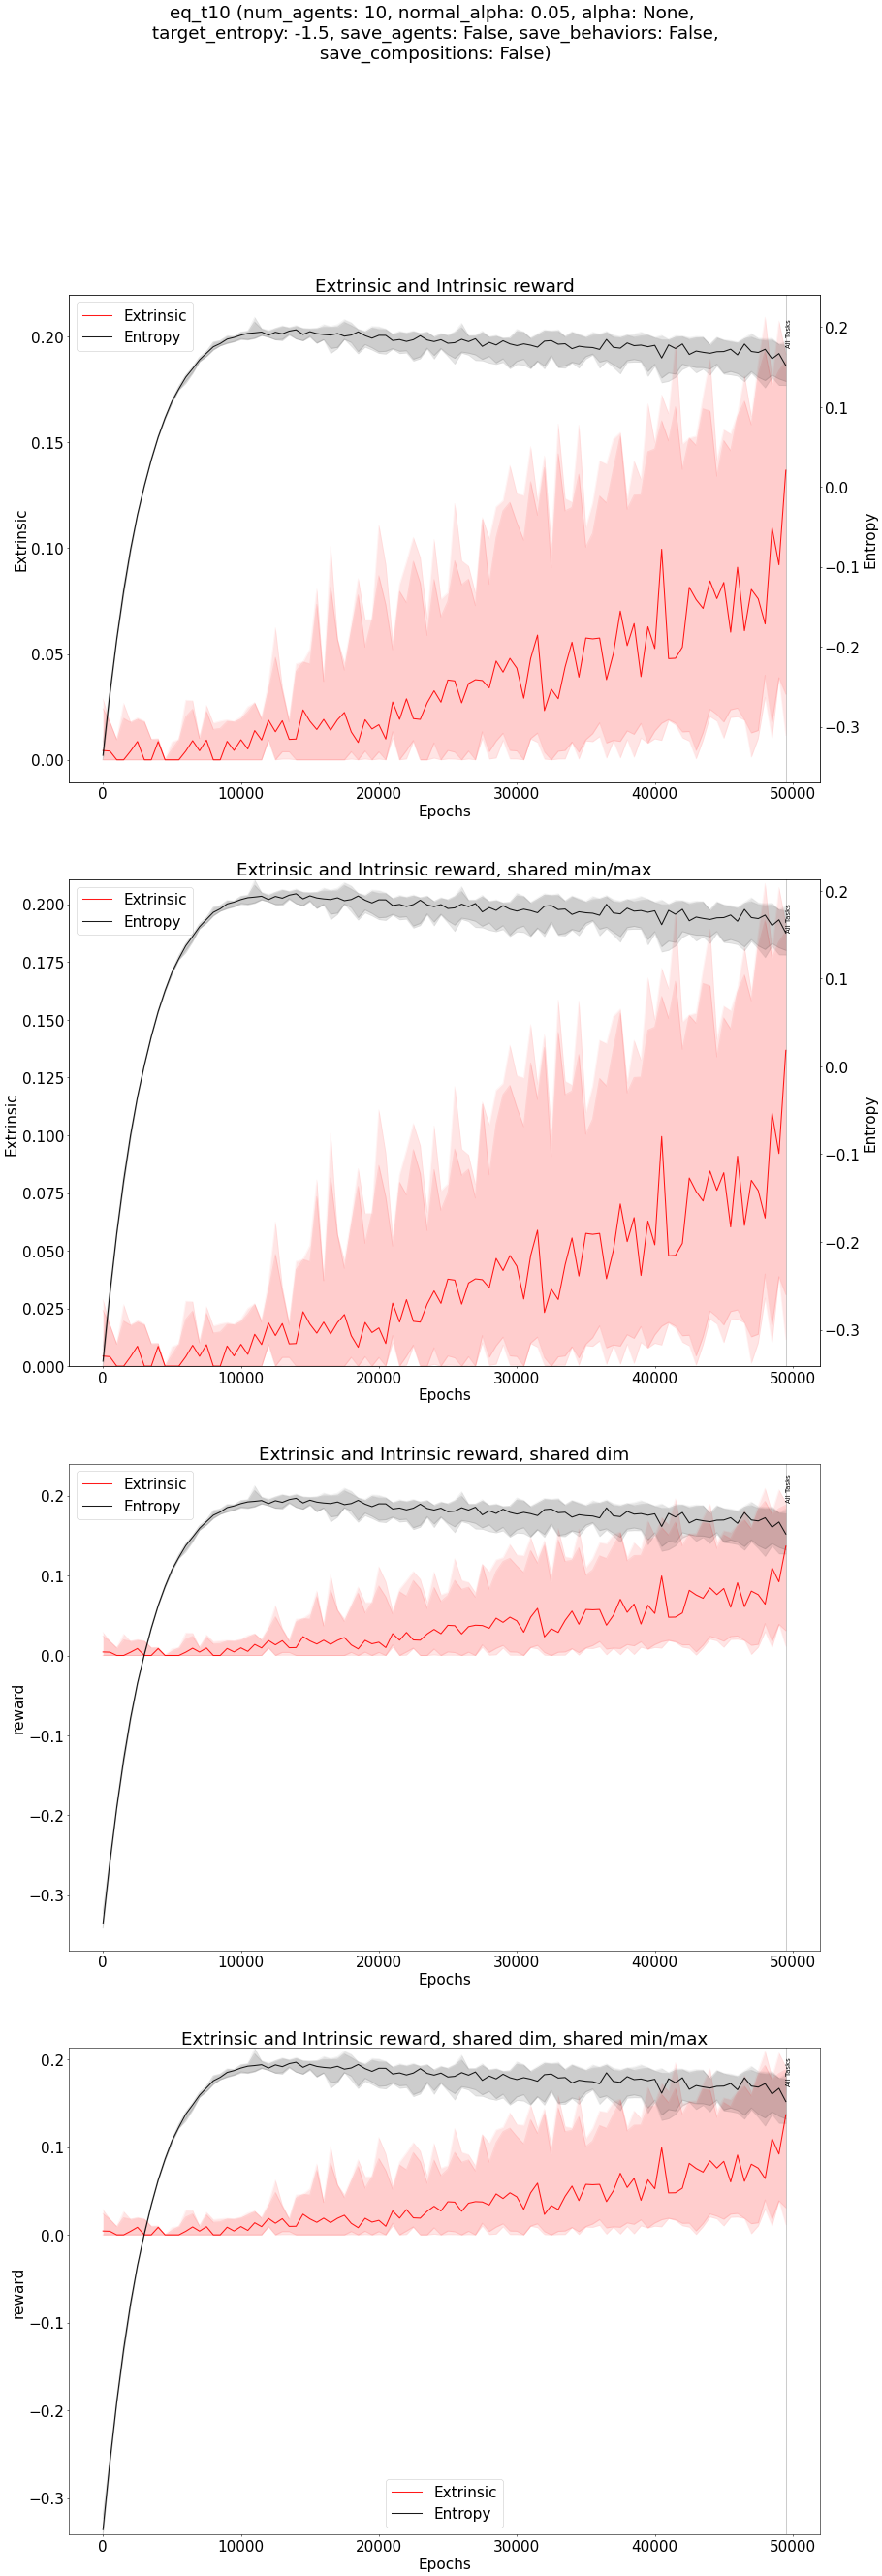 eq_t10 (num_agents: 10, normal_alpha: 0.05, alpha: None,
target_entropy: -1.5, save_agents: False, save_behaviors: False,
save_compositions: False)
Extrinsic and Intrinsic reward
Extrinsic
Entropy
All Tasks
0.20
0.15
0.10
0.05
0.00
Extrinsic
0.2
0.1
0.0
−0.1
−0.2
−0.3
Entropy
0
10000
20000
30000
40000
50000
Epochs
Extrinsic and Intrinsic reward, shared min/max
Extrinsic
Entropy
All Tasks
0.200
0.175
0.150
0.125
0.100
0.075
0.050
0.025
0.000
Extrinsic
0.2
0.1
0.0
−0.1
−0.2
−0.3
Entropy
0
10000
20000
30000
40000
50000
Epochs
Extrinsic and Intrinsic reward, shared dim
Extrinsic
Entropy
All Tasks
0.2
0.1
0.0
−0.1
−0.2
−0.3
reward
0
10000
20000
30000
40000
50000
Epochs
Extrinsic and Intrinsic reward, shared dim, shared min/max
All Tasks
0.2
0.1
0.0
−0.1
−0.2
−0.3
reward
Extrinsic
Entropy
0
10000
20000
30000
40000
50000
Epochs